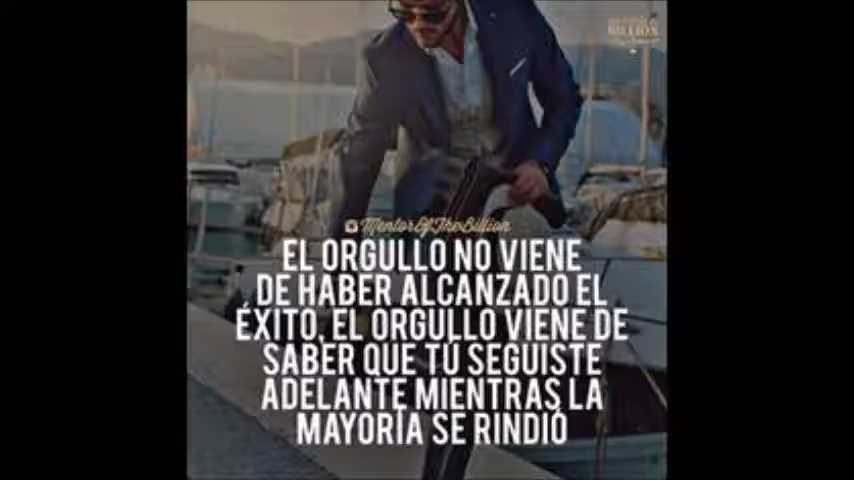 BILLION
MentorOfTheBillion
EL ORGULLO NO VIENE
DE HABER ALCANZADO EL
ÉXITO, EL ORGULLO VIENE DE
SABER QUE TÚ SEGUISTE
ADELANTE MIENTRAS LA
MAYORÍA SE RINDIÓ